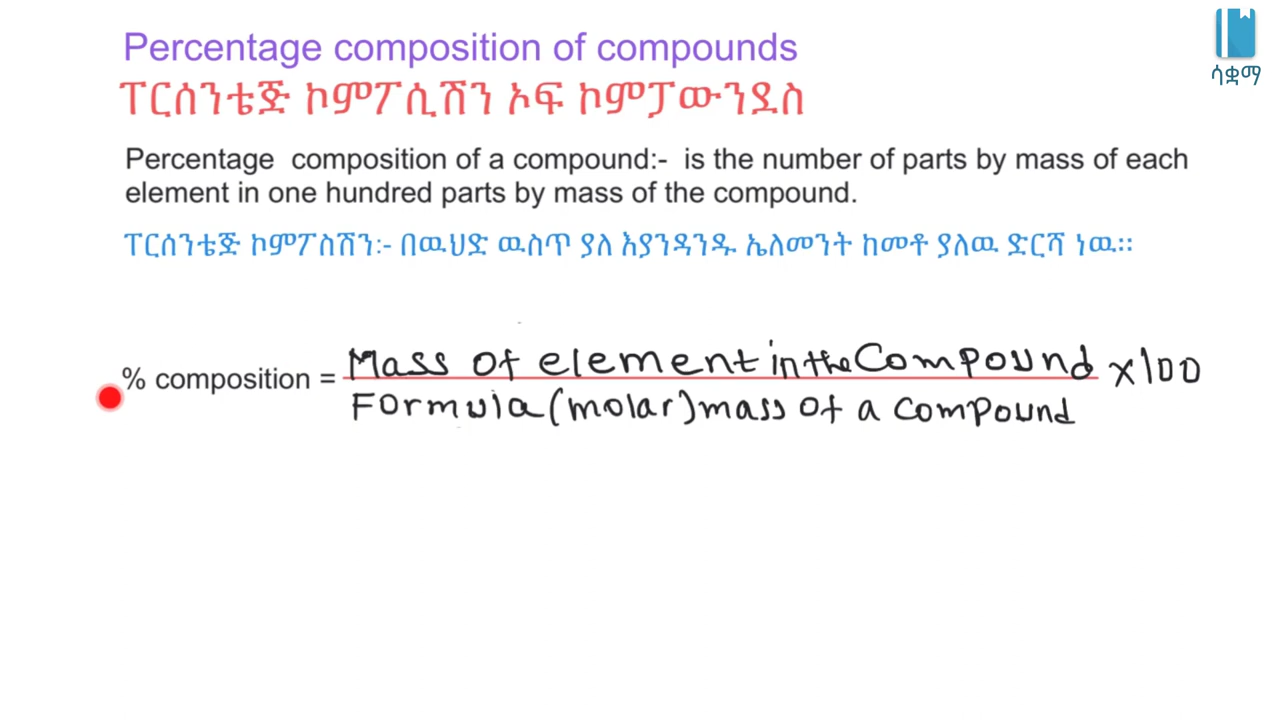 Percentage composition of compounds
ፐርሰንቴጅ ኮምፖሲሽን ኦፍ ኮምፓውንደስ
Percentage composition of a compound:- is the number of parts by mass of each
element in one hundred parts by mass of the compound.
ፐርሰንቴጅ ኮምፖስሽን:- በዉህድ ዉስጥ ያለ እያንዳንዱ ኤለመንት ከመቶ ያለዉ ድርሻ ነዉ፡፡
% composition = Mass of element in the Compound x100
Formula (molar) mass of a compound
ሳቋማ